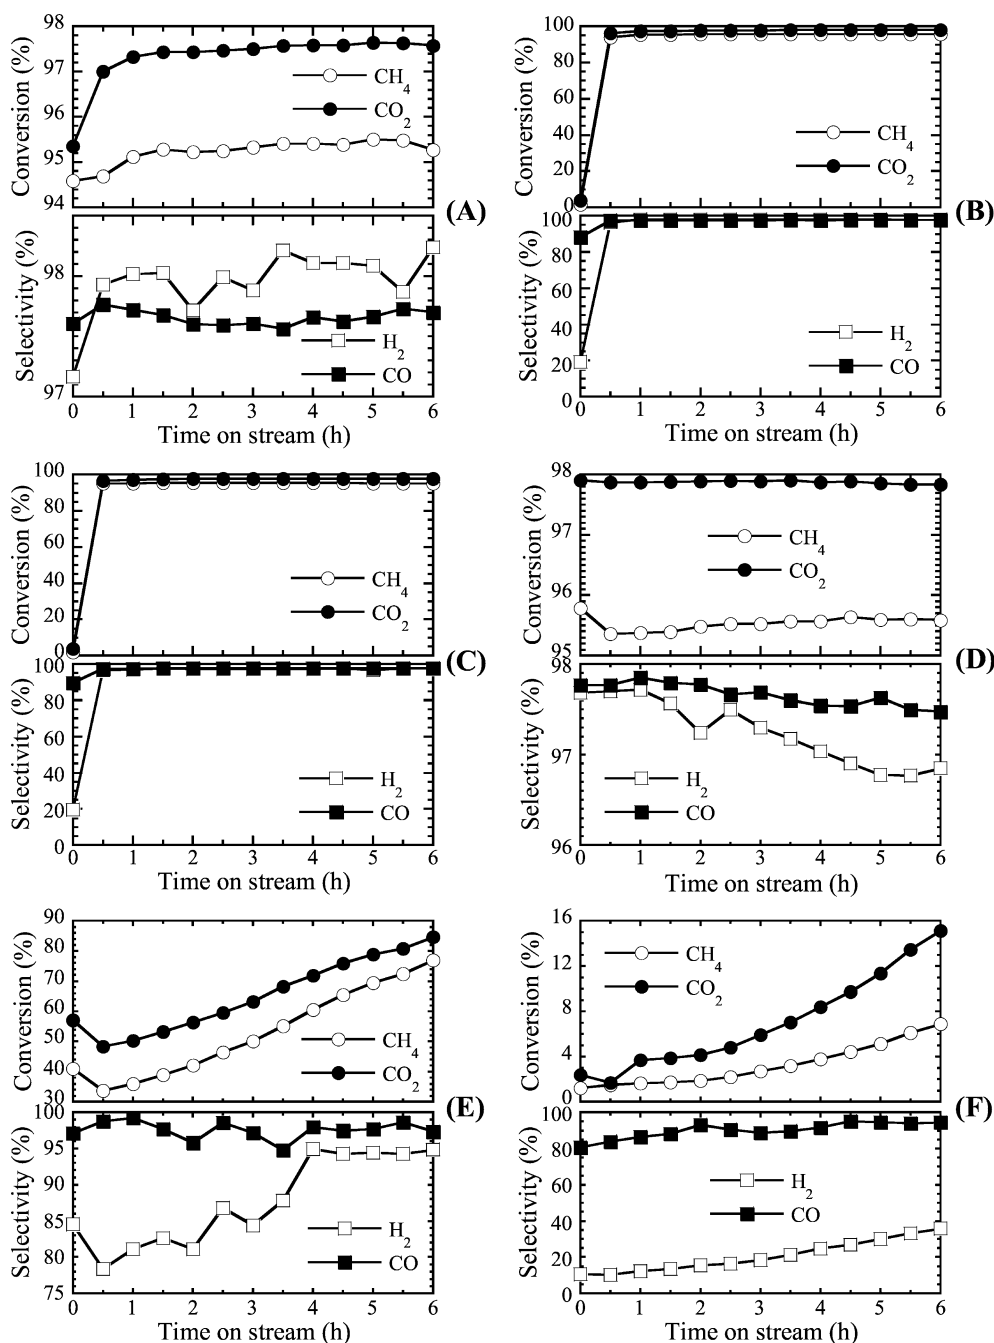 98
97
96
95
94
Conversion (%)
CH4
CO2
98
97
Selectivity (%)
H2
CO
0 1 2 3 4 5 6
Time on stream (h)
(A)
100
80
60
40
20
0
Conversion (%)
CH4
CO2
100
80
60
40
20
0
Selectivity (%)
H2
CO
0 1 2 3 4 5 6
Time on stream (h)
(B)
100
80
60
40
20
0
Conversion (%)
CH4
CO2
100
80
60
40
20
0
Selectivity (%)
H2
CO
0 1 2 3 4 5 6
Time on stream (h)
(C)
98
97
96
95
Conversion (%)
CH4
CO2
98
97
96
Selectivity (%)
H2
CO
0 1 2 3 4 5 6
Time on stream (h)
(D)
90
80
70
60
50
40
30
Conversion (%)
CH4
CO2
100
95
90
85
80
75
Selectivity (%)
H2
CO
0 1 2 3 4 5 6
Time on stream (h)
(E)
16
12
8
4
0
Conversion (%)
CH4
CO2
100
80
60
40
20
0
Selectivity (%)
H2
CO
0 1 2 3 4 5 6
Time on stream (h)
(F)